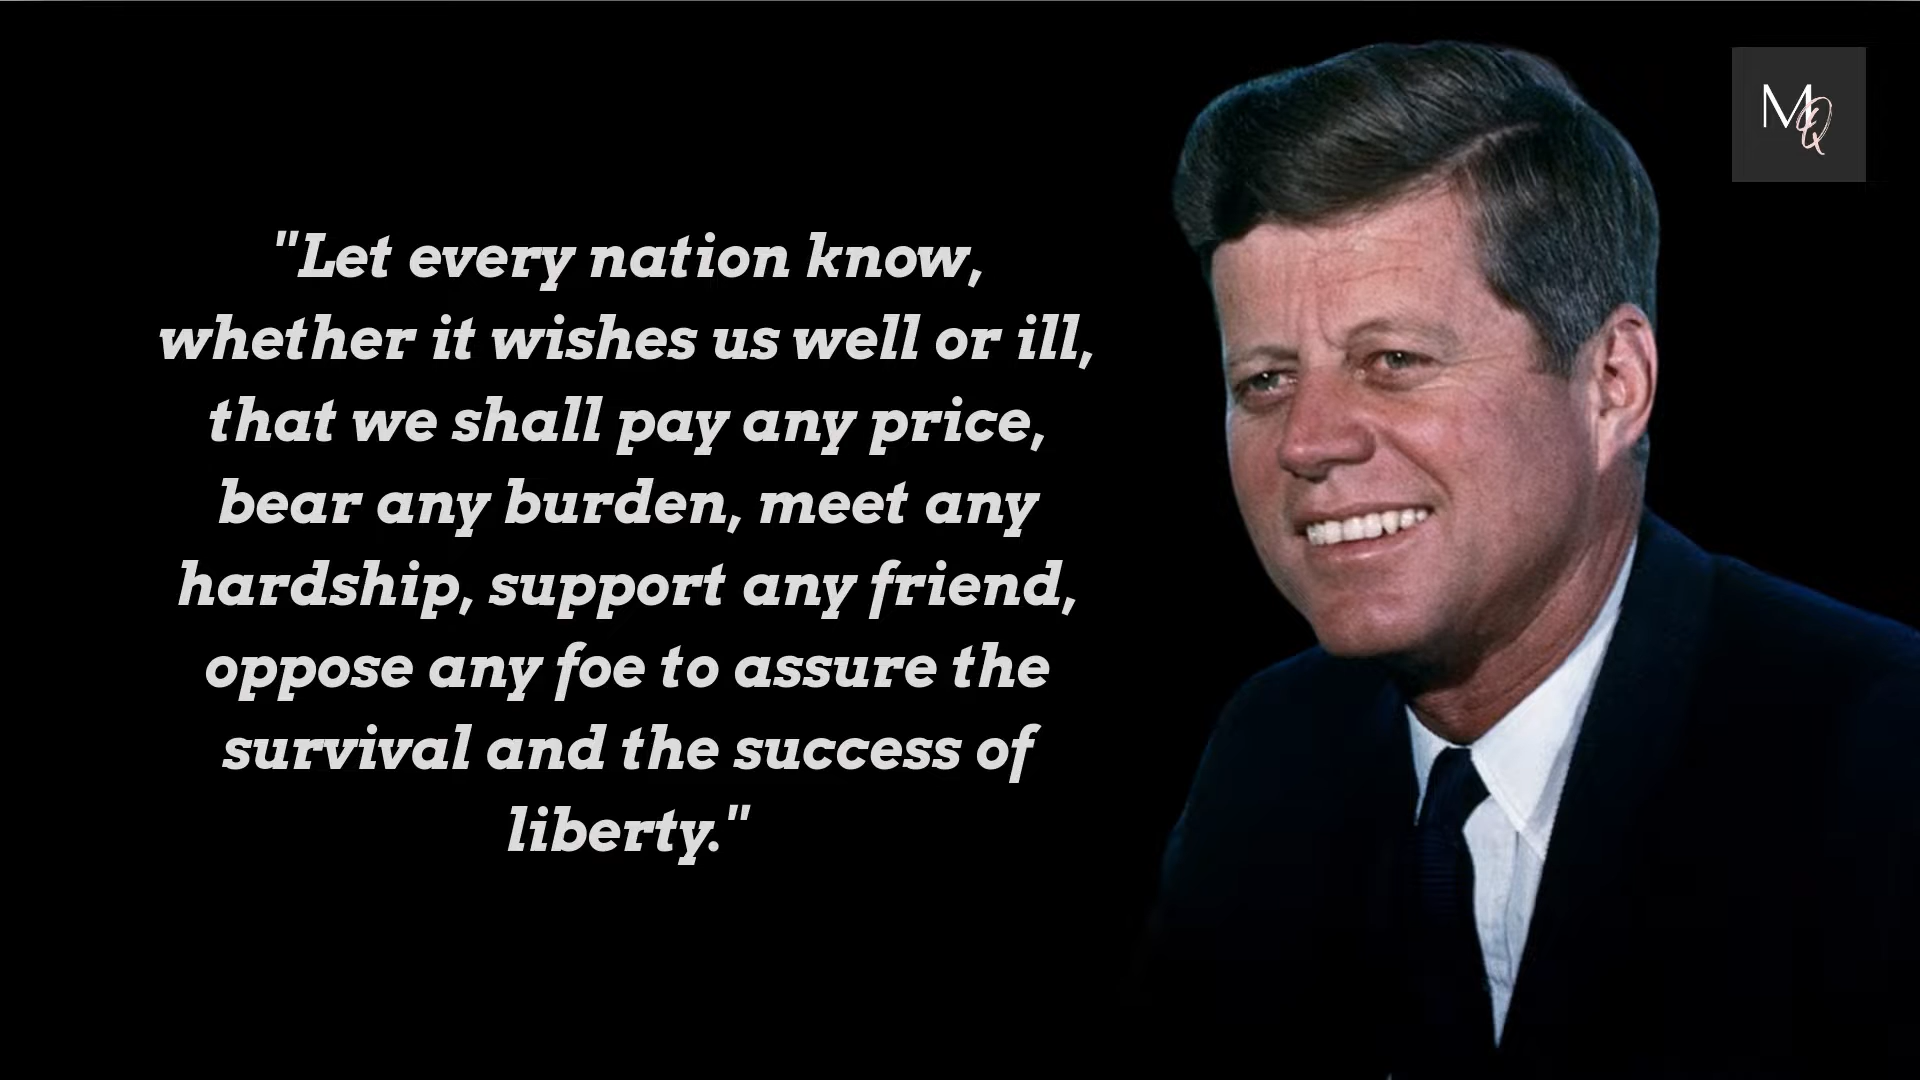 "Let every nation know,
whether it wishes us well or ill,
that we shall pay any price,
bear any burden, meet any
hardship, support any friend,
oppose any foe to assure the
survival and the success of
liberty."
MQ